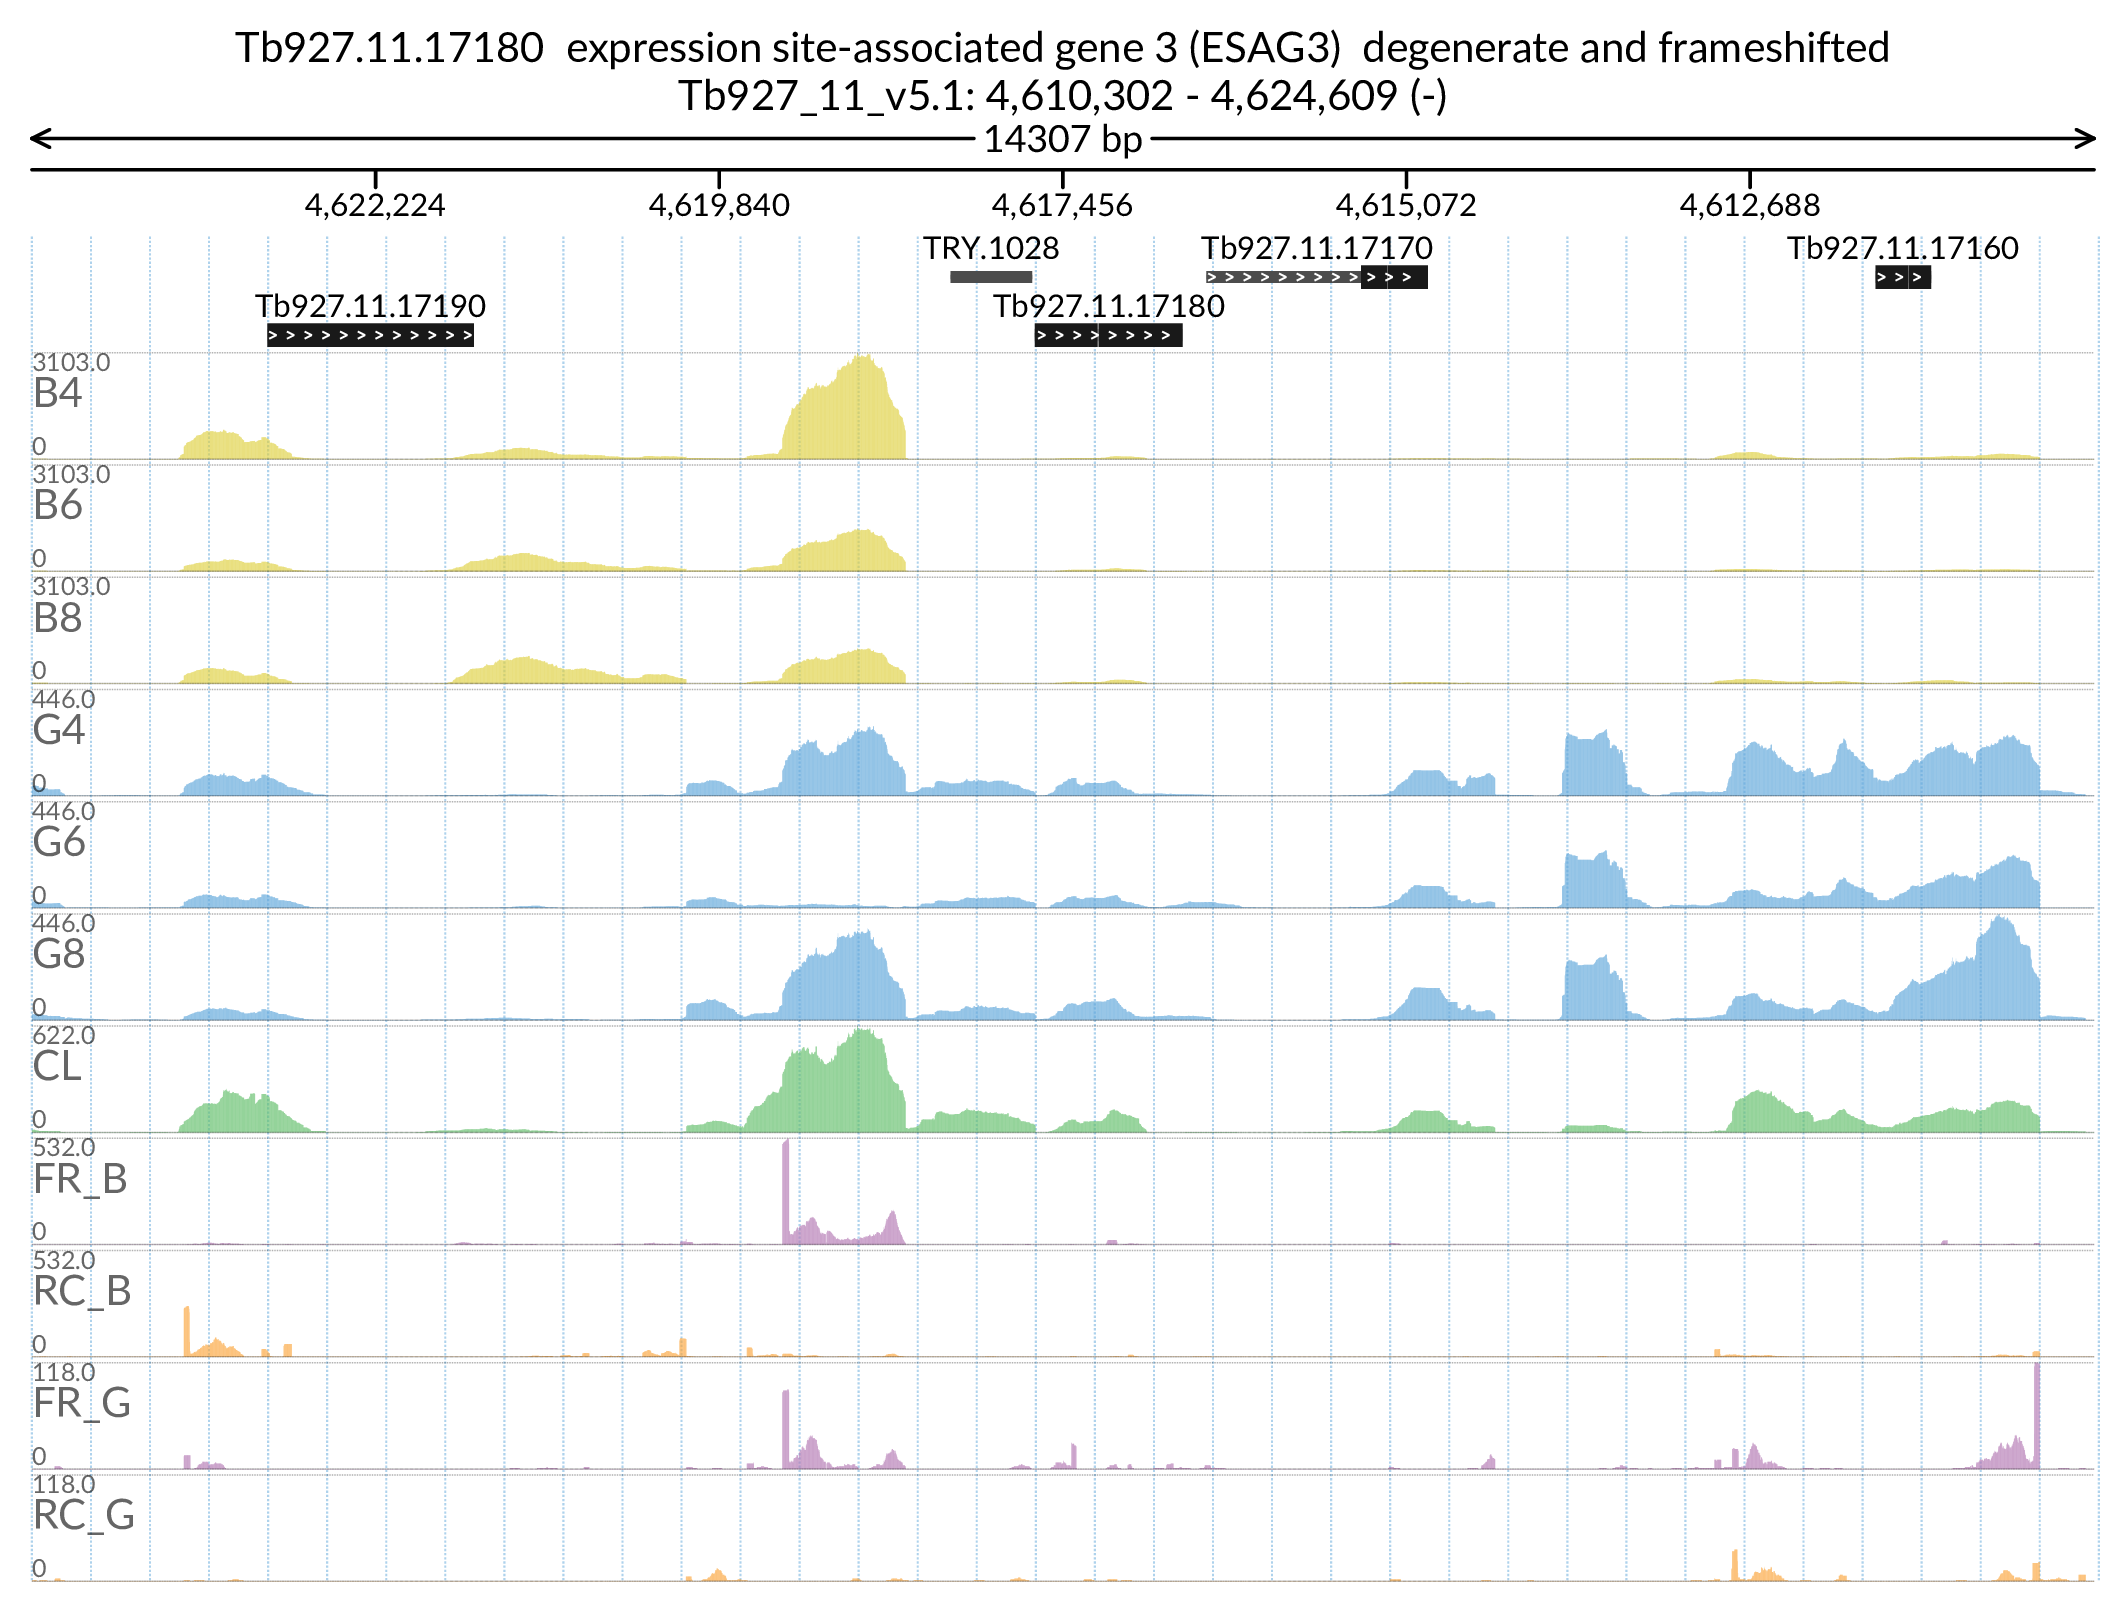 Tb927.11.17180  expression site-associated gene 3 (ESAG3)  degenerate and frameshifted
Tb927_11_v5.1: 4,610,302 - 4,624,609 (-)
14307 bp
4,622,224 4,619,840 4,617,456 4,615,072 4,612,688
TRY.1028 Tb927.11.17170 Tb927.11.17160
Tb927.11.17190 Tb927.11.17180
3103.0
B4
0
3103.0
B6
0
3103.0
B8
0
446.0
G4
0
446.0
G6
0
446.0
G8
0
622.0
CL
0
532.0
FR_B
0
532.0
RC_B
0
118.0
FR_G
0
118.0
RC_G
0